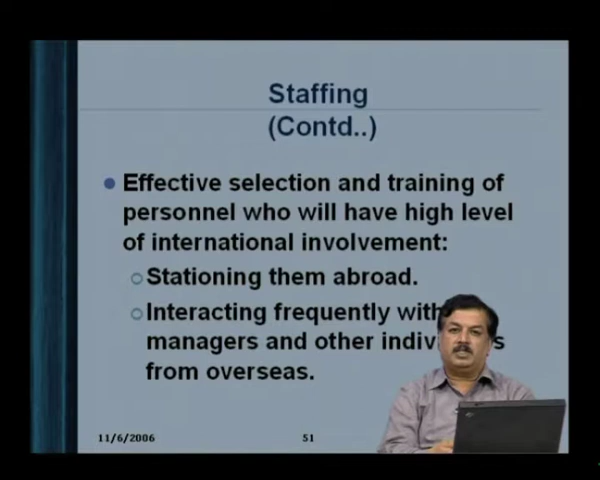 Staffing
(Contd..)
Effective selection and training of
personnel who will have high level
of international involvement:
Stationing them abroad.
Interacting frequently with
managers and other
from overseas.
11/6/2006
51